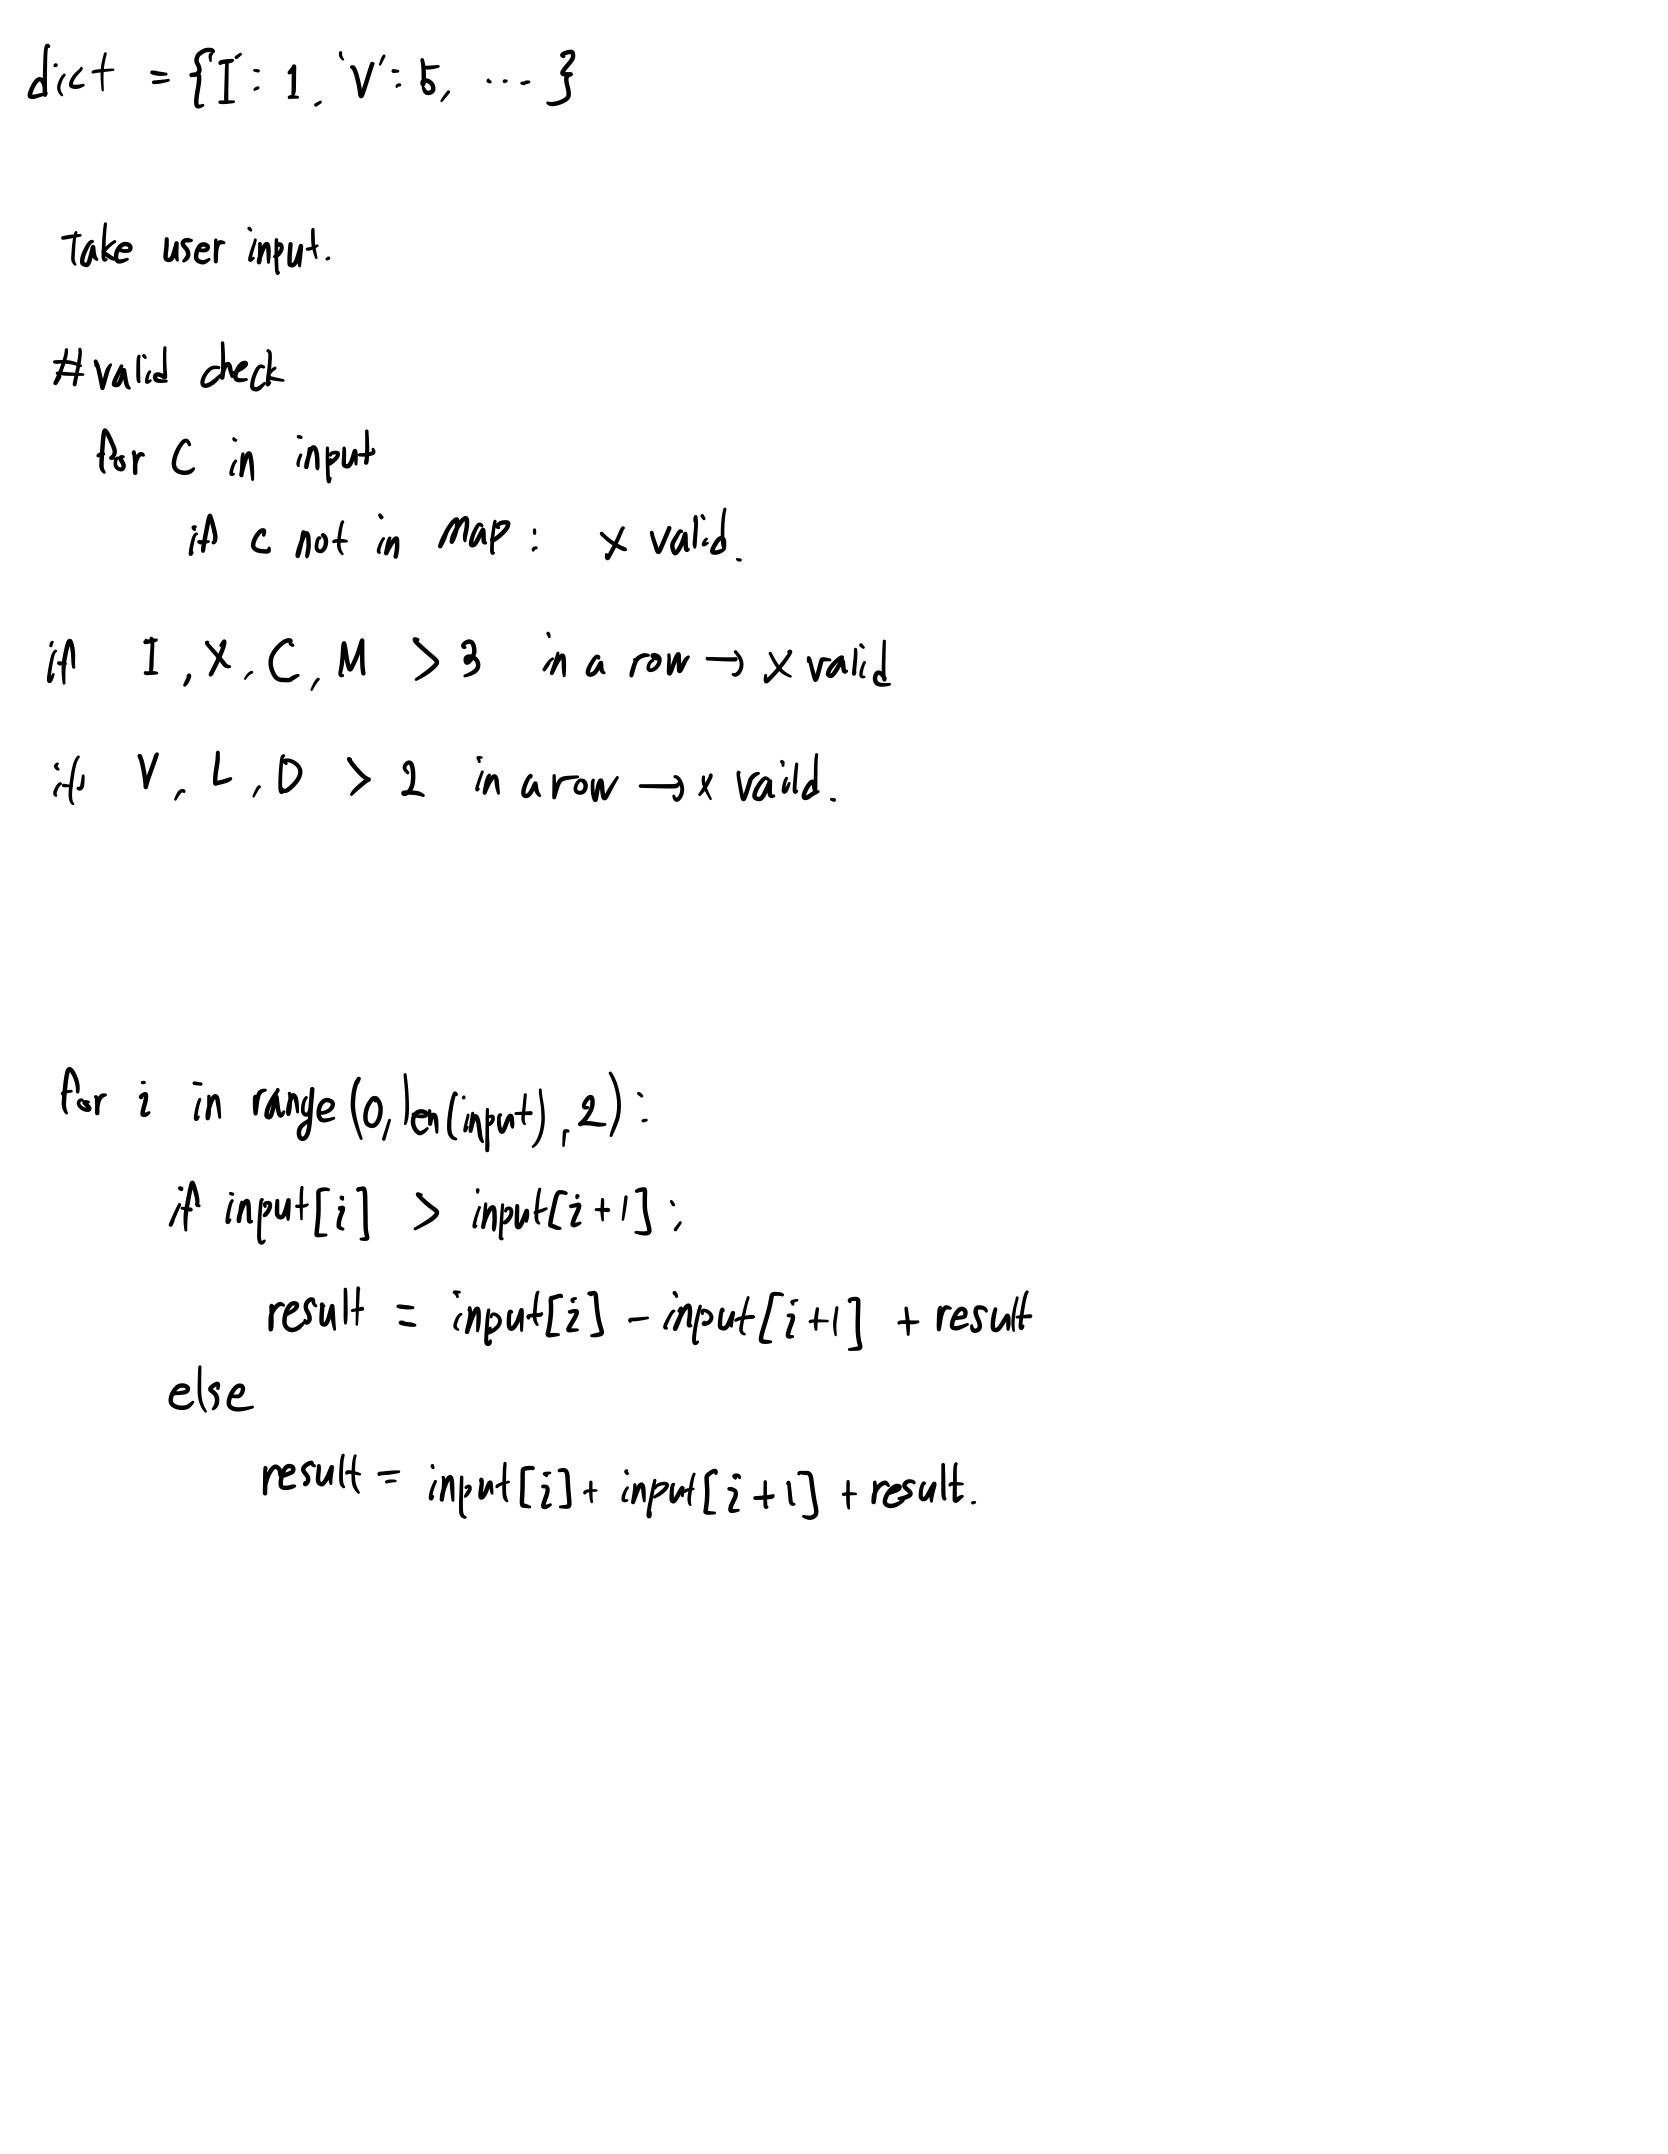 dict = {'I': 1, 'V': 5, ... }
Take user input.
#valid check
for c in input
if c not in map : x valid.
if I, X, C, M > 3 in a row → x valid
if V, L, D > 2 in a row → x vaild.
for i in range(0, len(input), 2):
if input[i] > input[i+1]:
result = input[i] - input[i+1] + result
else
result = input[i] + input[i+1] + result.